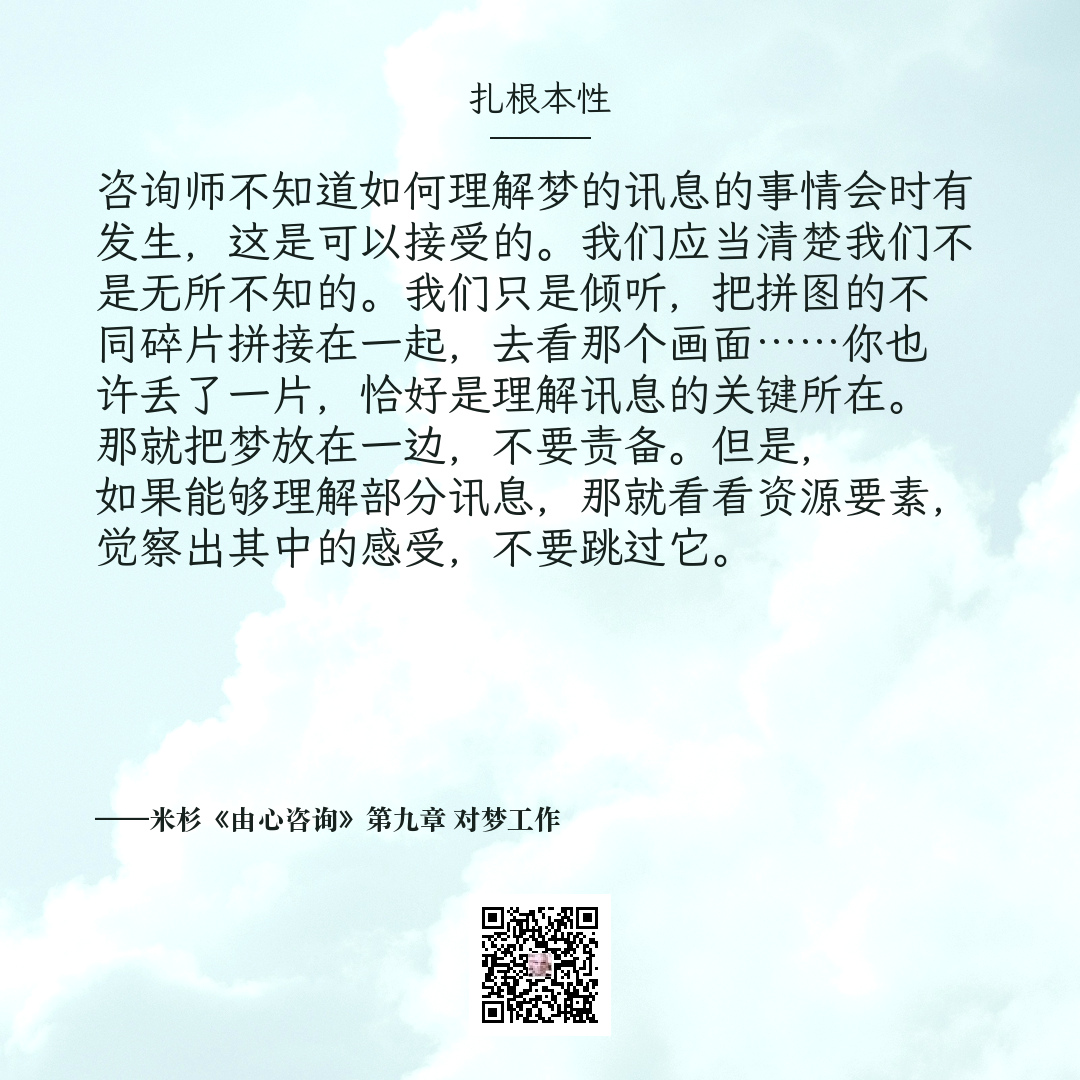 扎根本性
咨询师不知道如何理解梦的讯息的事情会时有
发生，这是可以接受的。我们应当清楚我们不
是无所不知的。我们只是倾听，把拼图的不
同碎片拼接在一起，去看那个画面……你也
许丢了一片，恰好是理解讯息的关键所在。
那就把梦放在一边，不要责备。但是，
如果能够理解部分讯息，那就看看资源要素，
觉察出其中的感受，不要跳过它。
——米杉《由心咨询》第九章 对梦工作